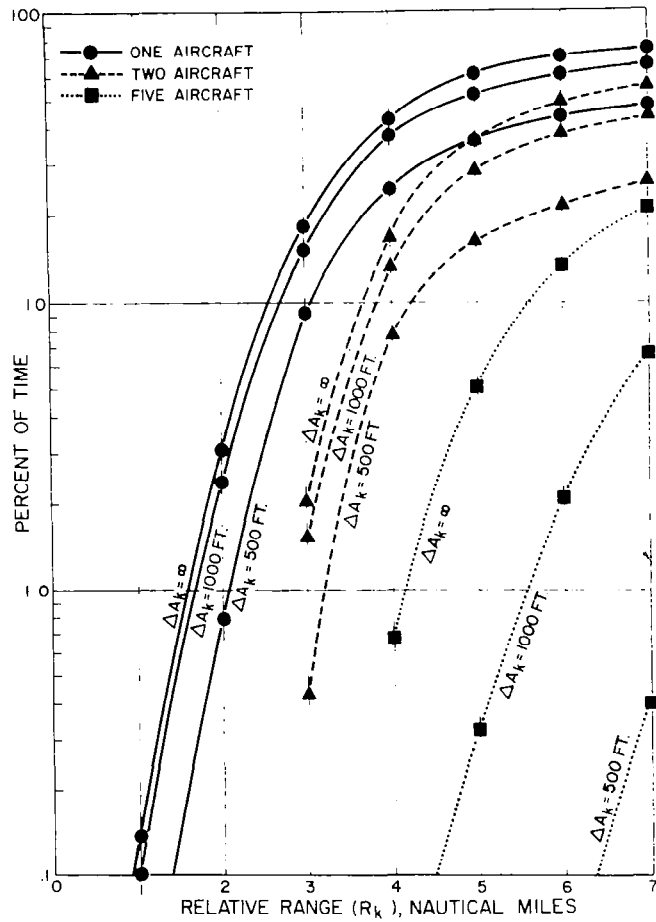 100
ONE AIRCRAFT
TWO AIRCRAFT
FIVE AIRCRAFT
10
1.0
.1
PERCENT OF TIME
ΔAk = ∞
ΔAk = 1000 FT.
ΔAk = 500 FT.
ΔAk = ∞
ΔAk = 1000 FT.
ΔAk = 500 FT
ΔAk = ∞
ΔAk = 1000 FT.
ΔAk = 500 FT.
0 1 2 3 4 5 6 7
RELATIVE RANGE (Rk), NAUTICAL MILES